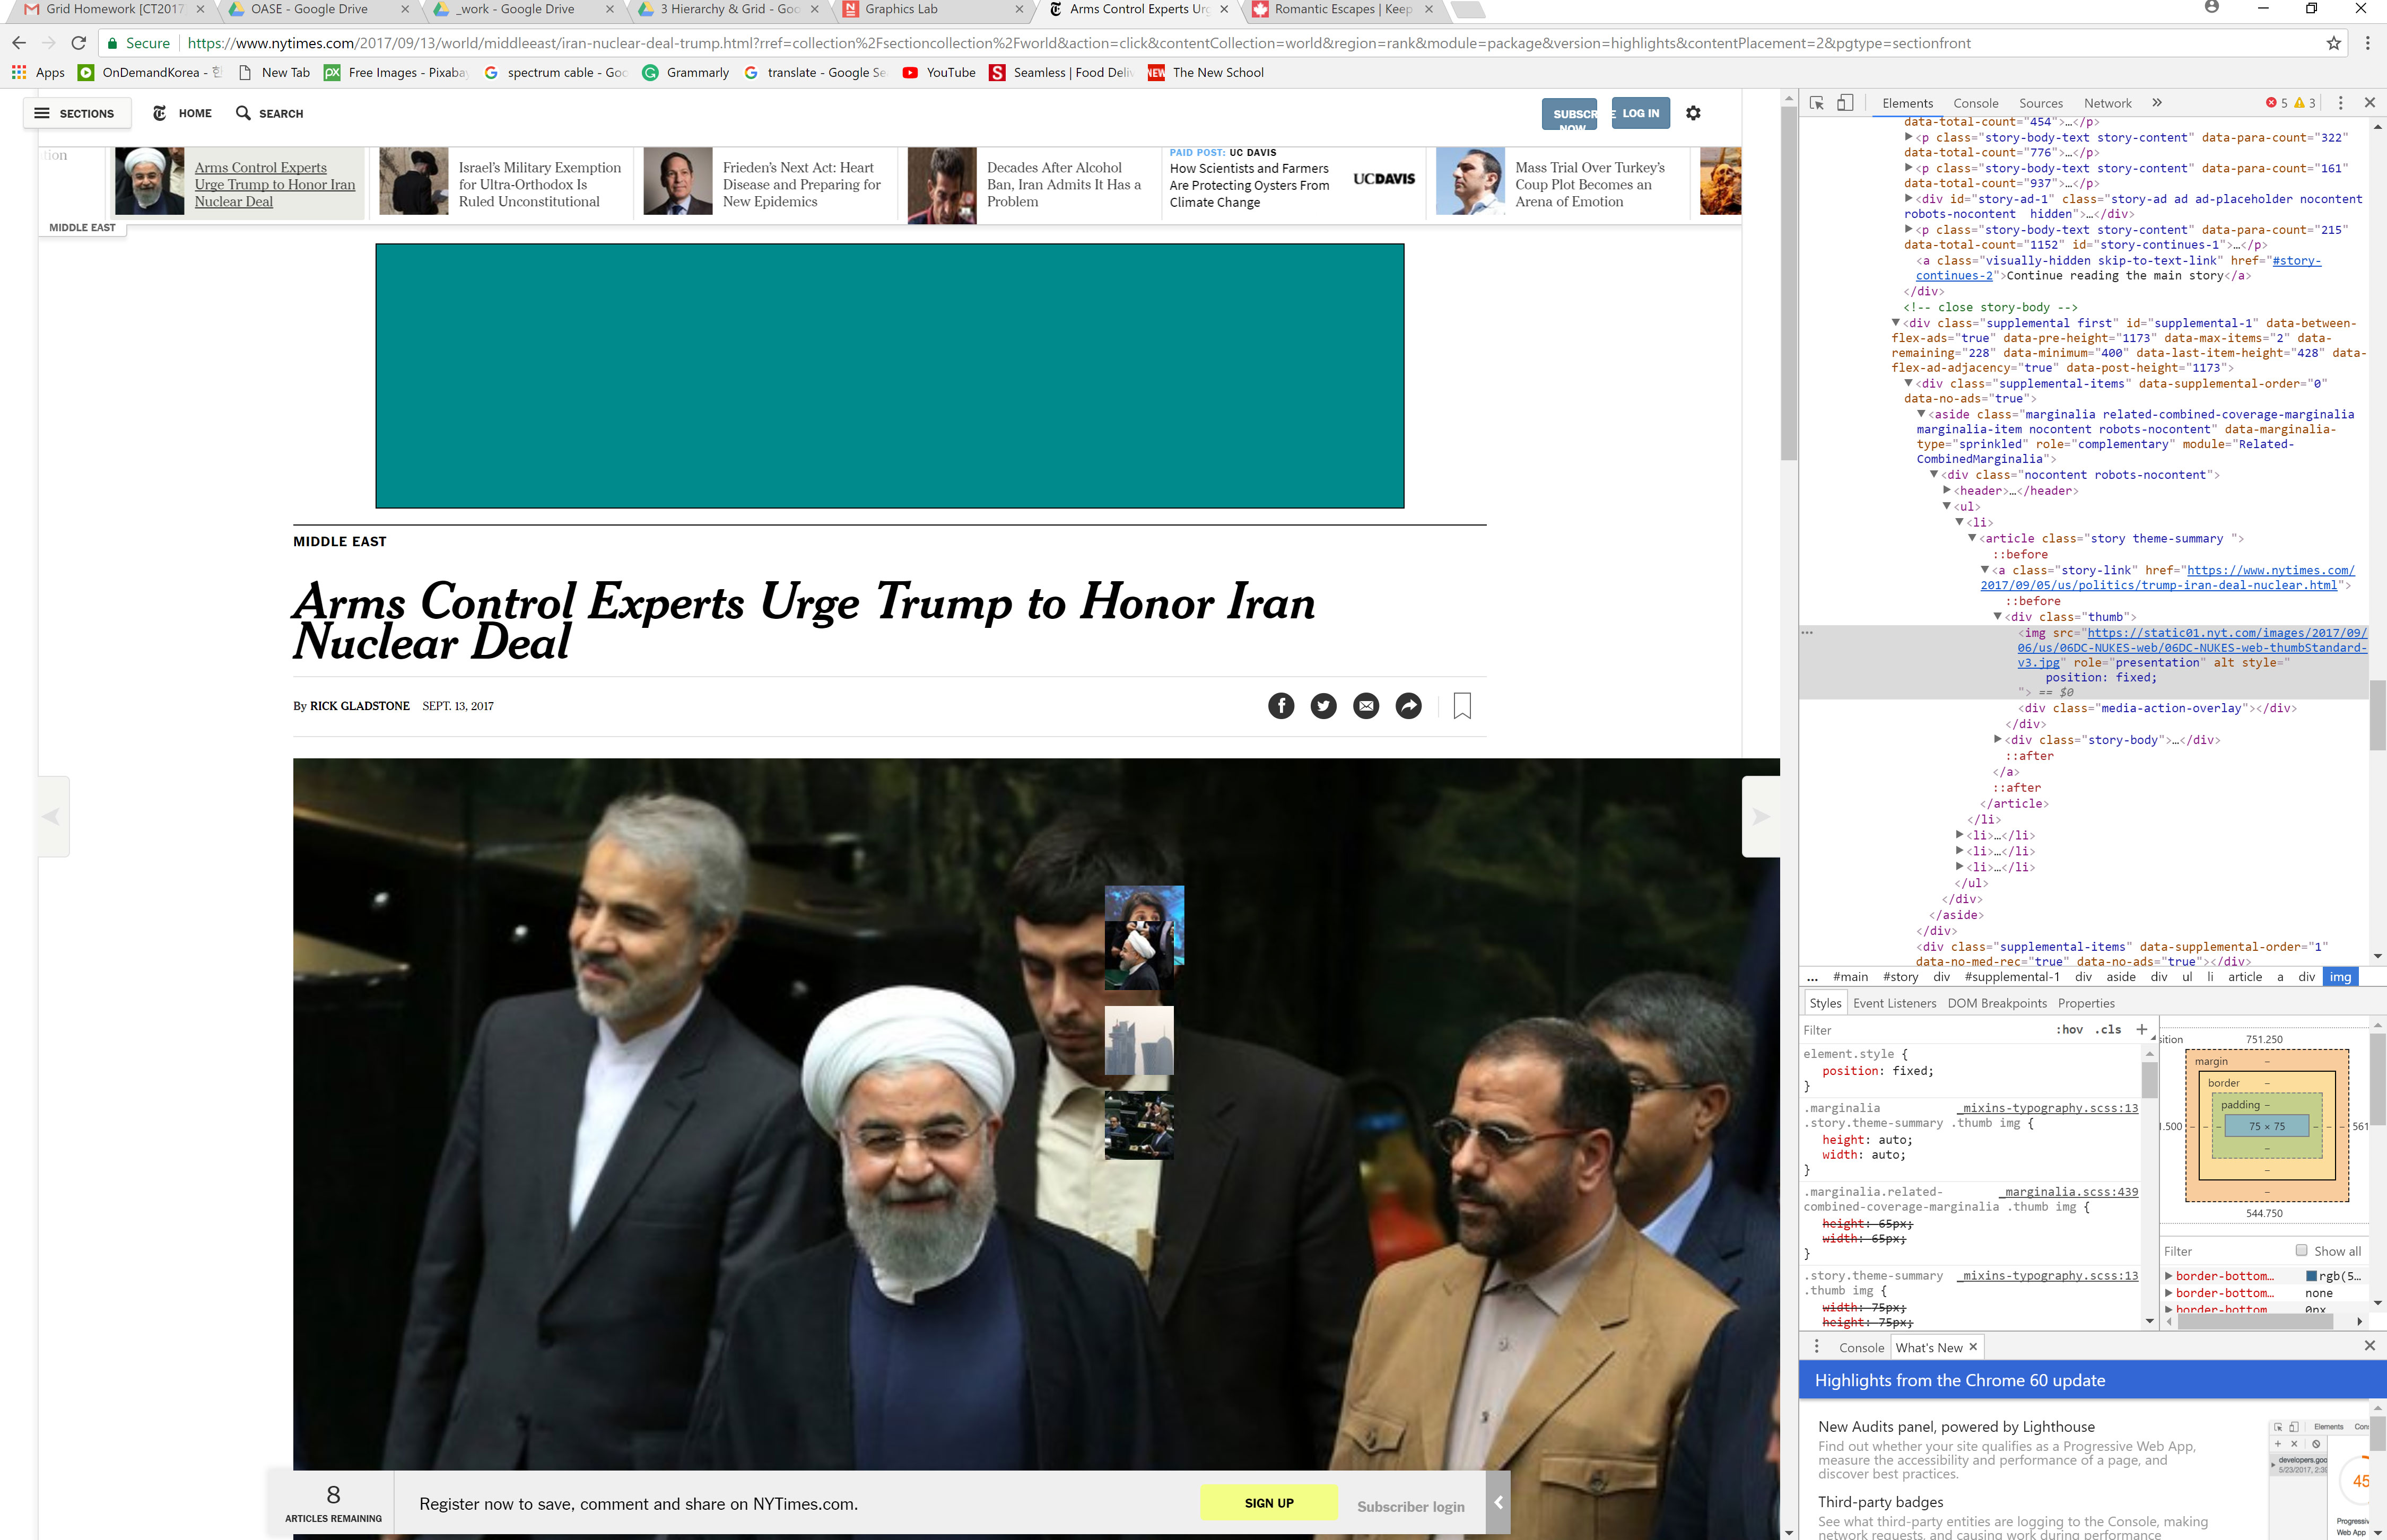 Grid Homework [CT2017
OASE - Google Drive
_work - Google Drive
3 Hierarchy & Grid - Goo
Graphics Lab
Arms Control Experts Urg
Romantic Escapes | Keep
Secure
https://www.nytimes.com/2017/09/13/world/middleeast/iran-nuclear-deal-trump.html?rref=collection%2Fsectioncollection%2Fworld&action=click&contentCollection=world&region=rank&module=package&version=highlights&contentPlacement=2&pgtype=sectionfront
Apps
OnDemandKorea - 한
New Tab
Free Images - Pixaba
spectrum cable - Goo
Grammarly
translate - Google Se
YouTube
Seamless | Food Deliv
The New School
SECTIONS
HOME
SEARCH
SUBSCRIBE
NOW
LOG IN
tion
Arms Control Experts
Urge Trump to Honor Iran
Nuclear Deal
Israel's Military Exemption
for Ultra-Orthodox Is
Ruled Unconstitutional
Frieden's Next Act: Heart
Disease and Preparing for
New Epidemics
Decades After Alcohol
Ban, Iran Admits It Has a
Problem
PAID POST: UC DAVIS
How Scientists and Farmers
Are Protecting Oysters From
Climate Change
UCDAVIS
Mass Trial Over Turkey's
Coup Plot Becomes an
Arena of Emotion
MIDDLE EAST
MIDDLE EAST
Arms Control Experts Urge Trump to Honor Iran
Nuclear Deal
By RICK GLADSTONE SEPT. 13, 2017
8
ARTICLES REMAINING
Register now to save, comment and share on NYTimes.com.
SIGN UP
Subscriber login
Elements
Console
Sources
Network
5
3
data-total-count="454">…</p>
<p class="story-body-text story-content" data-para-count="322"
data-total-count="776">…</p>
<p class="story-body-text story-content" data-para-count="161"
data-total-count="937">…</p>
<div id="story-ad-1" class="story-ad ad ad-placeholder nocontent
robots-nocontent  hidden">…</div>
<p class="story-body-text story-content" data-para-count="215"
data-total-count="1152" id="story-continues-1">…</p>
<a class="visually-hidden skip-to-text-link" href="#story-
continues-2">Continue reading the main story</a>
</div>
<!-- close story-body -->
<div class="supplemental first" id="supplemental-1" data-between-
flex-ads="true" data-pre-height="1173" data-max-items="2" data-
remaining="228" data-minimum="400" data-last-item-height="428" data-
flex-ad-adjacency="true" data-post-height="1173">
<div class="supplemental-items" data-supplemental-order="0"
data-no-ads="true">
<aside class="marginalia related-combined-coverage-marginalia
marginalia-item nocontent robots-nocontent" data-marginalia-
type="sprinkled" role="complementary" module="Related-
CombinedMarginalia">
<div class="nocontent robots-nocontent">
<header>…</header>
<ul>
<li>
<article class="story theme-summary ">
::before
<a class="story-link" href="https://www.nytimes.com/
2017/09/05/us/politics/trump-iran-deal-nuclear.html">
::before
<div class="thumb">
<img src="https://static01.nyt.com/images/2017/09/
06/us/06DC-NUKES-web/06DC-NUKES-web-thumbStandard-
v3.jpg" role="presentation" alt style="
position: fixed;
"> == $0
<div class="media-action-overlay"></div>
</div>
<div class="story-body">…</div>
::after
</a>
::after
</article>
</li>
<li>…</li>
<li>…</li>
<li>…</li>
</ul>
</div>
</aside>
</div>
<div class="supplemental-items" data-supplemental-order="1"
data-no-med-rec="true" data-no-ads="true"></div>
... #main #story div #supplemental-1 div aside div ul li article a div img
Styles
Event Listeners
DOM Breakpoints
Properties
Filter
:hov .cls +
element.style {
position: fixed;
}
.marginalia _mixins-typography.scss:13
.story.theme-summary .thumb img {
height: auto;
width: auto;
}
.marginalia.related- _marginalia.scss:439
combined-coverage-marginalia .thumb img {
height: 65px;
width: 65px;
}
.story.theme-summary _mixins-typography.scss:13
.thumb img {
width: 75px;
height: 75px;
sition 751.250
margin –
border –
padding –
1.500
75 × 75
561
544.750
Filter
Show all
border-bottom… rgb(5…
border-bottom… none
border-bottom 0px
Console
What's New
Highlights from the Chrome 60 update
New Audits panel, powered by Lighthouse
Find out whether your site qualifies as a Progressive Web App,
measure the accessibility and performance of a page, and
discover best practices.
Third-party badges
See what third-party entities are logging to the Console, making
network requests, and causing work during performance
Elements
Con
developers.goo
45
Progressiv
Web App